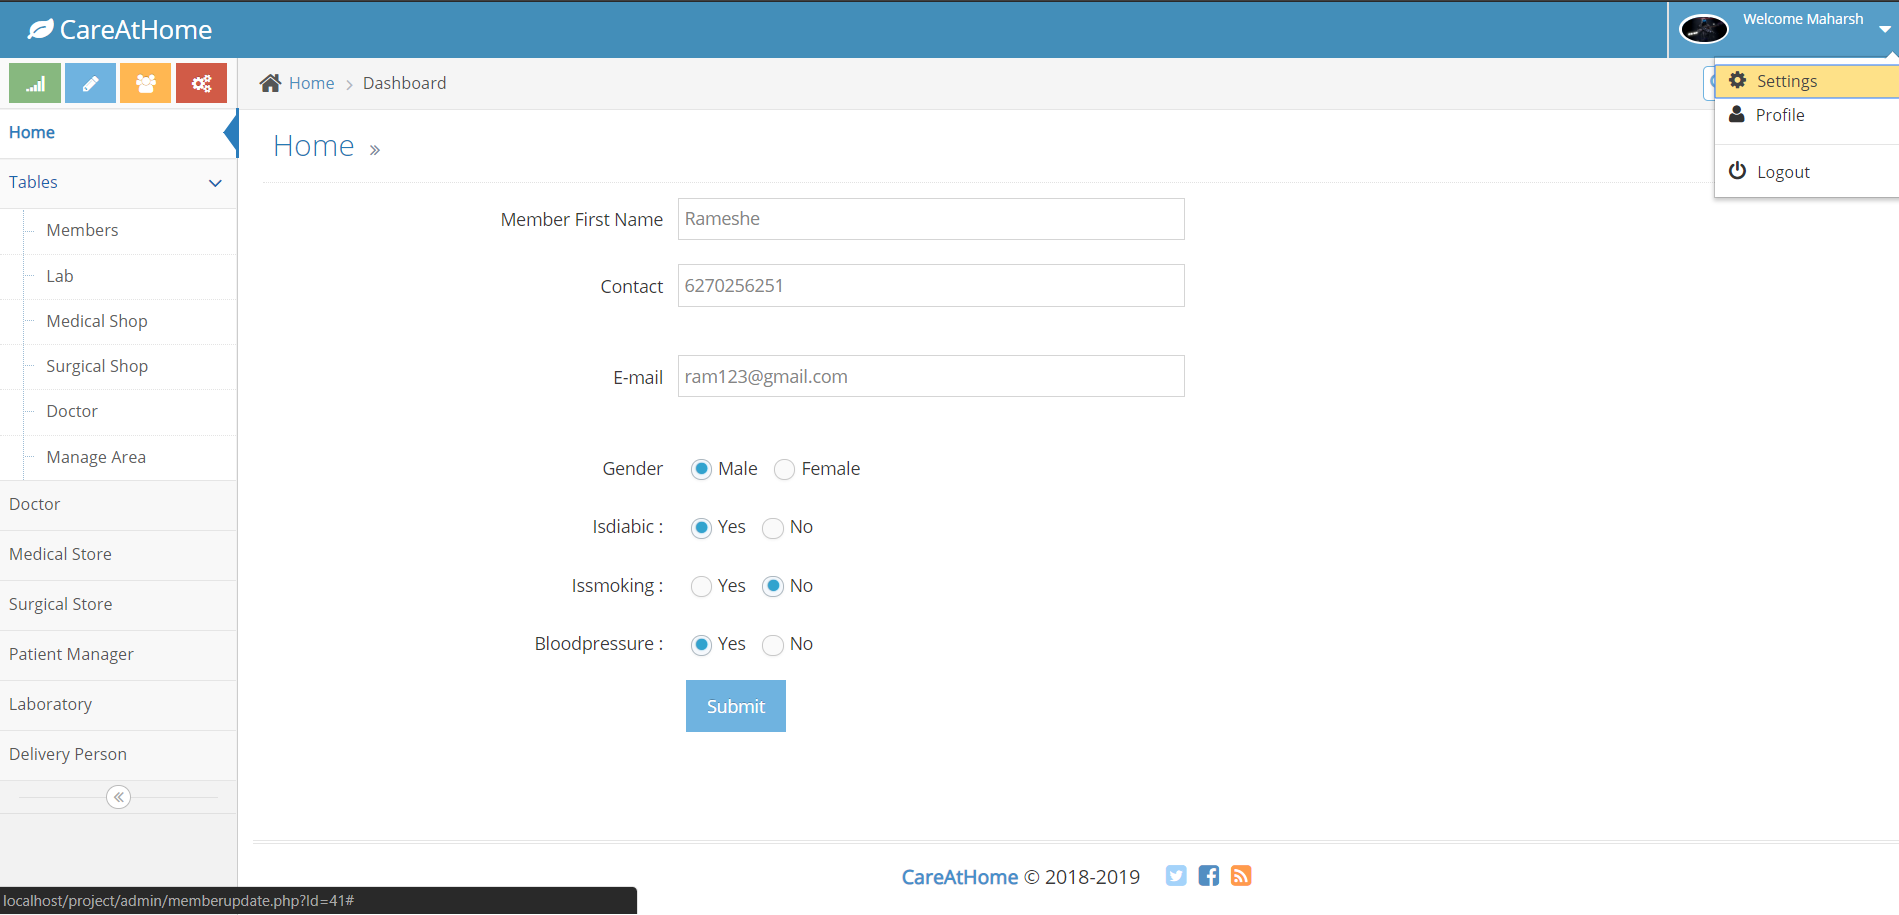 CareAtHome
Welcome Maharsh
Home
Dashboard
Settings
Profile
Logout
Home
Tables
Members
Lab
Medical Shop
Surgical Shop
Doctor
Manage Area
Doctor
Medical Store
Surgical Store
Patient Manager
Laboratory
Delivery Person
Home »
Member First Name Rameshe
Contact 6270256251
E-mail ram123@gmail.com
Gender Male Female
Isdiabic : Yes No
Issmoking : Yes No
Bloodpressure : Yes No
Submit
CareAtHome © 2018-2019
localhost/project/admin/memberupdate.php?Id=41#